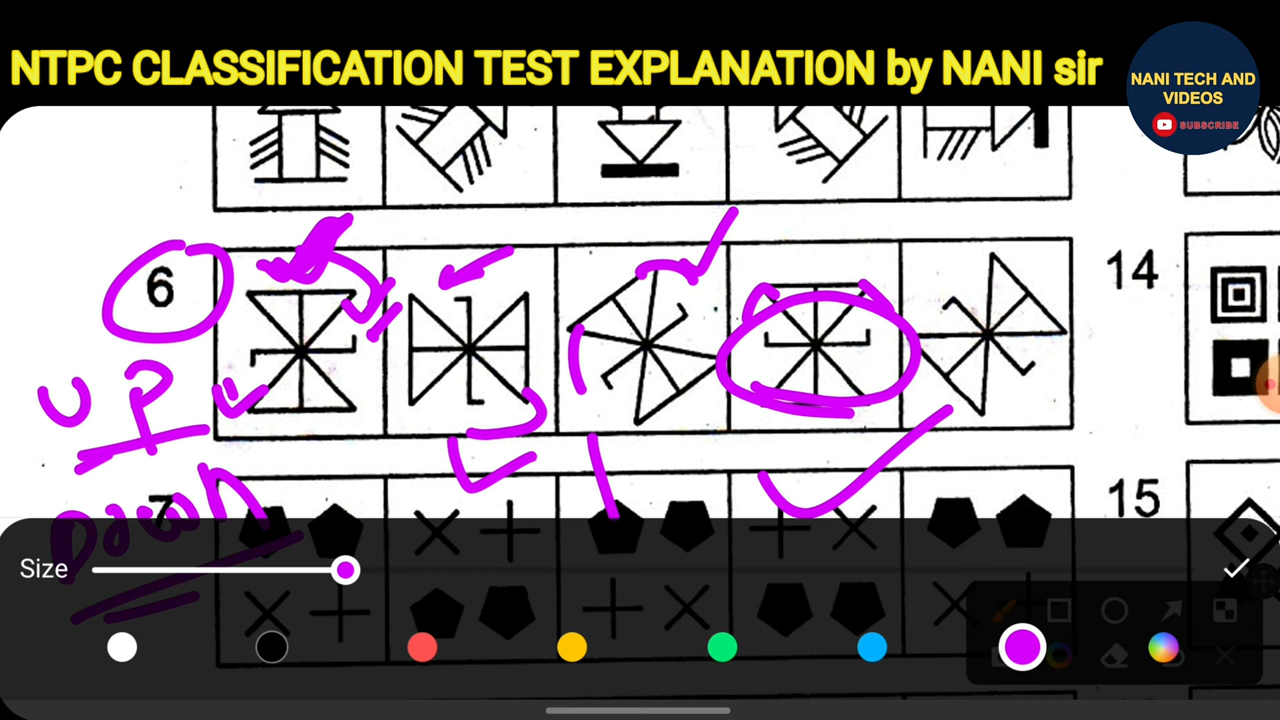 NTPC CLASSIFICATION TEST EXPLANATION by NANI sir
NANI TECH AND
VIDEOS
SUBSCRIBE
6
14
UP
Down
7
15
Size